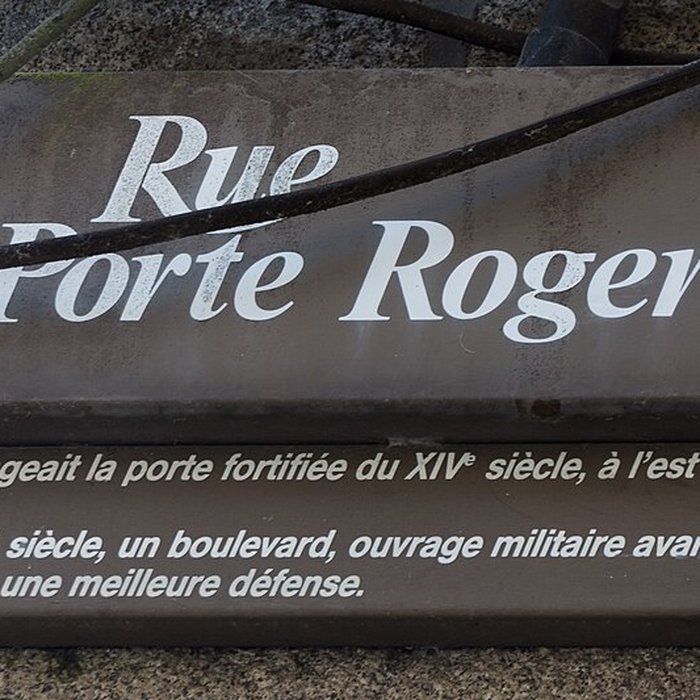 Rue
Porte Roger
geait la porte fortifiée du XIVe siècle, à l'est
siècle, un boulevard, ouvrage militaire avan
une meilleure défense.